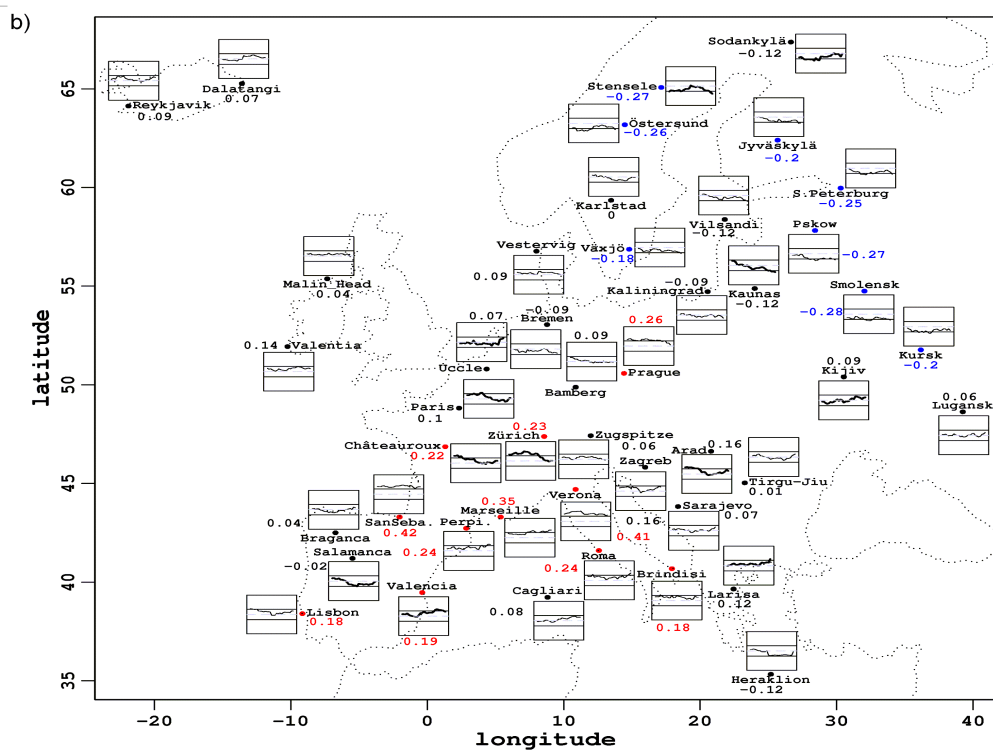 b)
Sodankylä
-0.12
Dalatangi
0.07
Reykjavik
0.09
Stensele
-0.27
Östersund
-0.26
Jyväskylä
-0.2
S.Peterburg
-0.25
Karlstad
0
Vilsandi
-0.12
Pskow
-0.27
Växjö
-0.18
Vestervig
0.09
Malin Head
0.04
Kaliningrad
-0.09
Kaunas
-0.12
Smolensk
-0.28
Kursk
-0.2
0.14 Valentia
Uccle
0.07
Bremen
-0.09
Bamberg
0.09
Prague
0.26
Kijiv
0.09
Lugansk
0.06
Paris
0.1
Châteauroux
0.22
Zürich
0.23
Zugspitze
0.06
Zagreb
0.16
Arad
0.16
Tirgu-Jiu
0.01
Sarajevo
0.07
Verona
0.41
Marseille
0.35
Perpi.
0.24
SanSeba.
0.42
Braganca
0.04
Salamanca
-0.02
Lisbon
0.18
Valencia
0.19
Cagliari
0.08
Roma
0.24
Brindisi
0.18
Larisa
0.12
Heraklion
-0.12
65
60
55
50
45
40
35
latitude
-20
-10
0
10
20
30
40
longitude